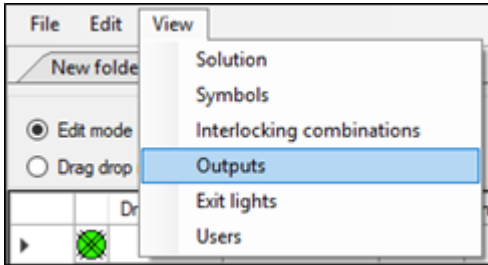 File Edit View
New folde
Solution
Symbols
Edit mode
Interlocking combinations
Drag drop
Outputs
Dr
Exit lights
Users